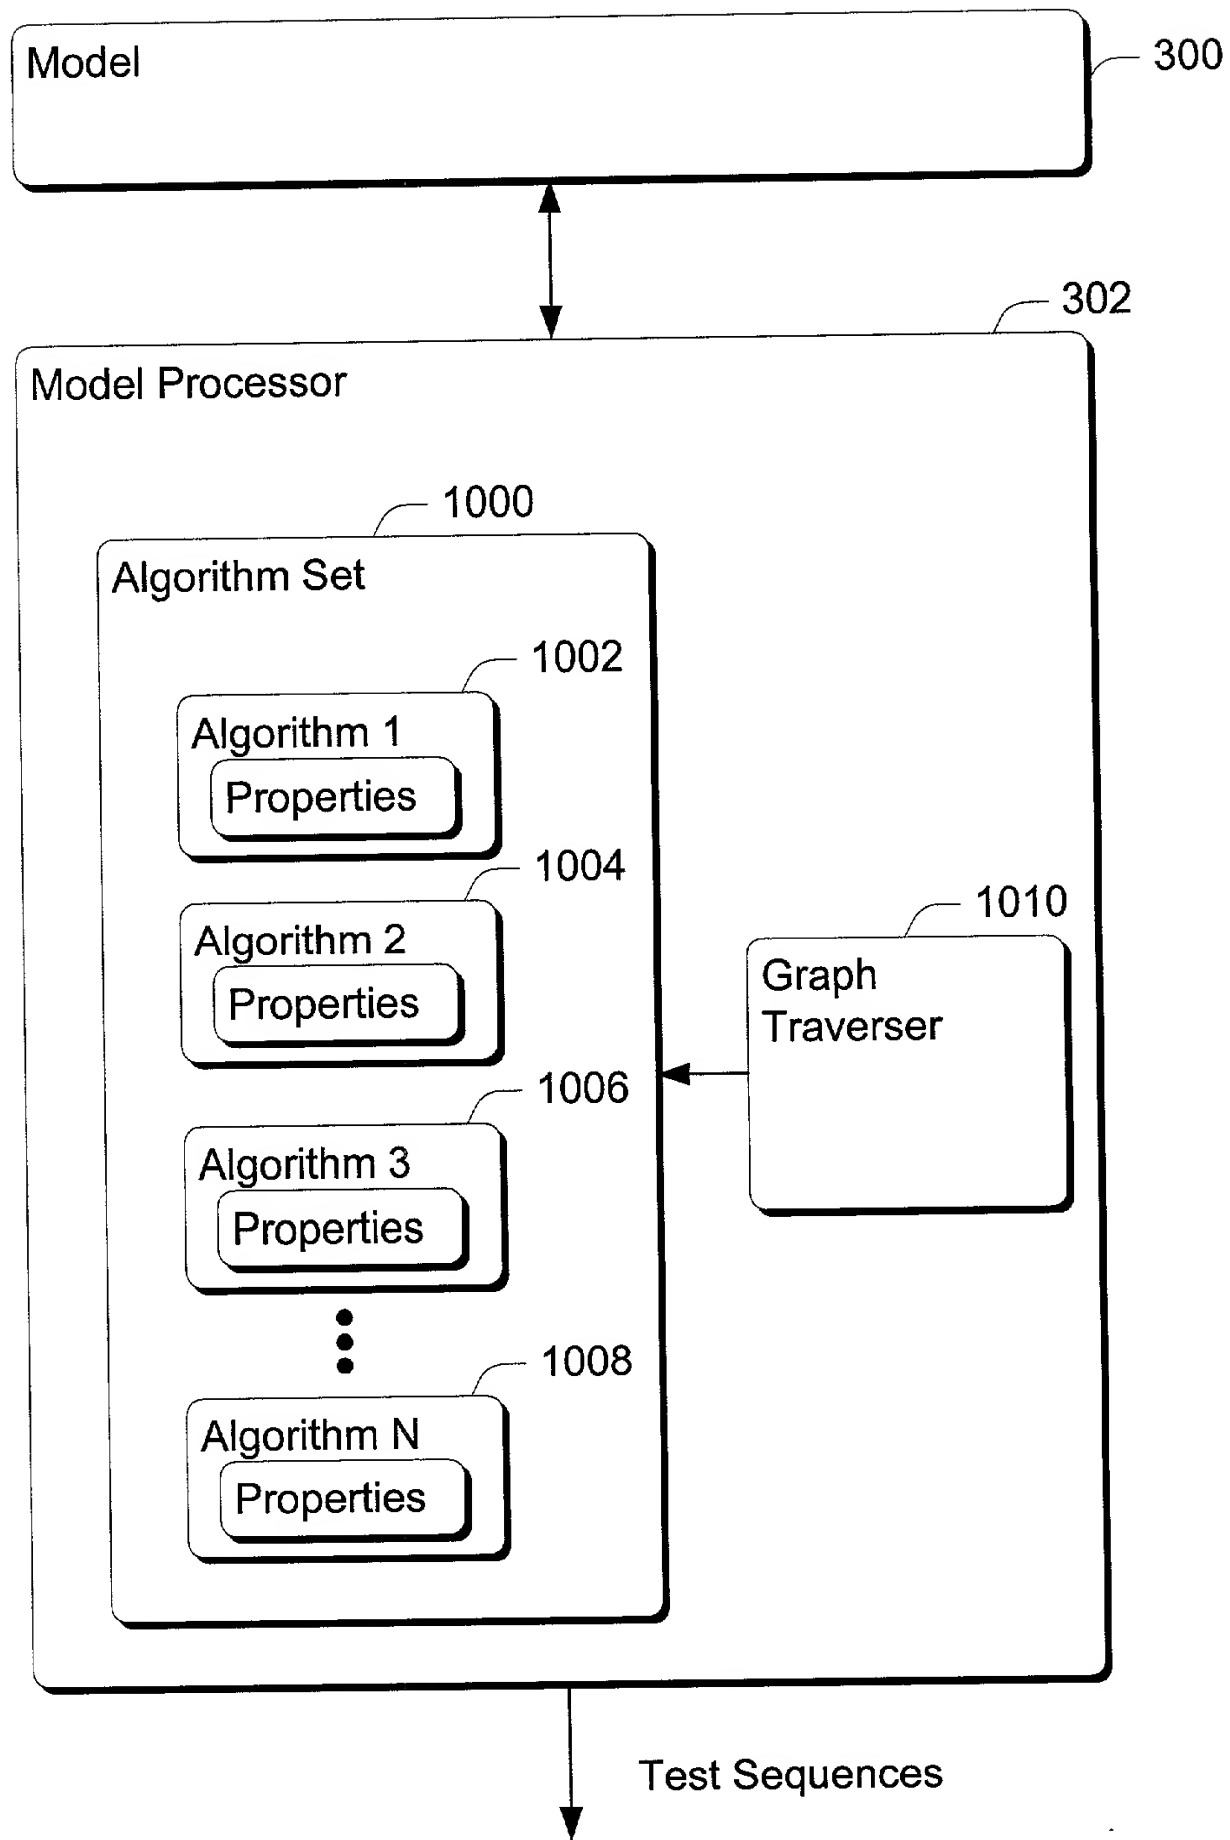 Model
300
302
Model Processor
1000
Algorithm Set
1002
Algorithm 1
Properties
1004
Algorithm 2
Properties
1010
Graph
Traverser
1006
Algorithm 3
Properties
1008
Algorithm N
Properties
Test Sequences